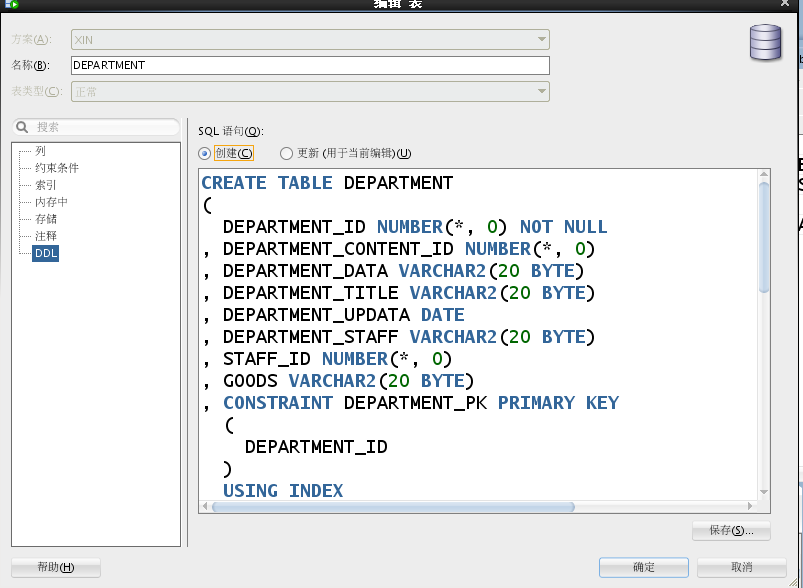 编辑 表
方案(A):
XIN
名称(B):
DEPARTMENT
表类型(C):
正常
搜索
列
约束条件
索引
内存中
存储
注释
DDL
SQL 语句(Q):
创建(C)
更新 (用于当前编辑)(U)
CREATE TABLE DEPARTMENT
(
DEPARTMENT_ID NUMBER(*, 0) NOT NULL
, DEPARTMENT_CONTENT_ID NUMBER(*, 0)
, DEPARTMENT_DATA VARCHAR2(20 BYTE)
, DEPARTMENT_TITLE VARCHAR2(20 BYTE)
, DEPARTMENT_UPDATA DATE
, DEPARTMENT_STAFF VARCHAR2(20 BYTE)
, STAFF_ID NUMBER(*, 0)
, GOODS VARCHAR2(20 BYTE)
, CONSTRAINT DEPARTMENT_PK PRIMARY KEY
(
DEPARTMENT_ID
)
USING INDEX
保存(S)...
帮助(H)
确定
取消